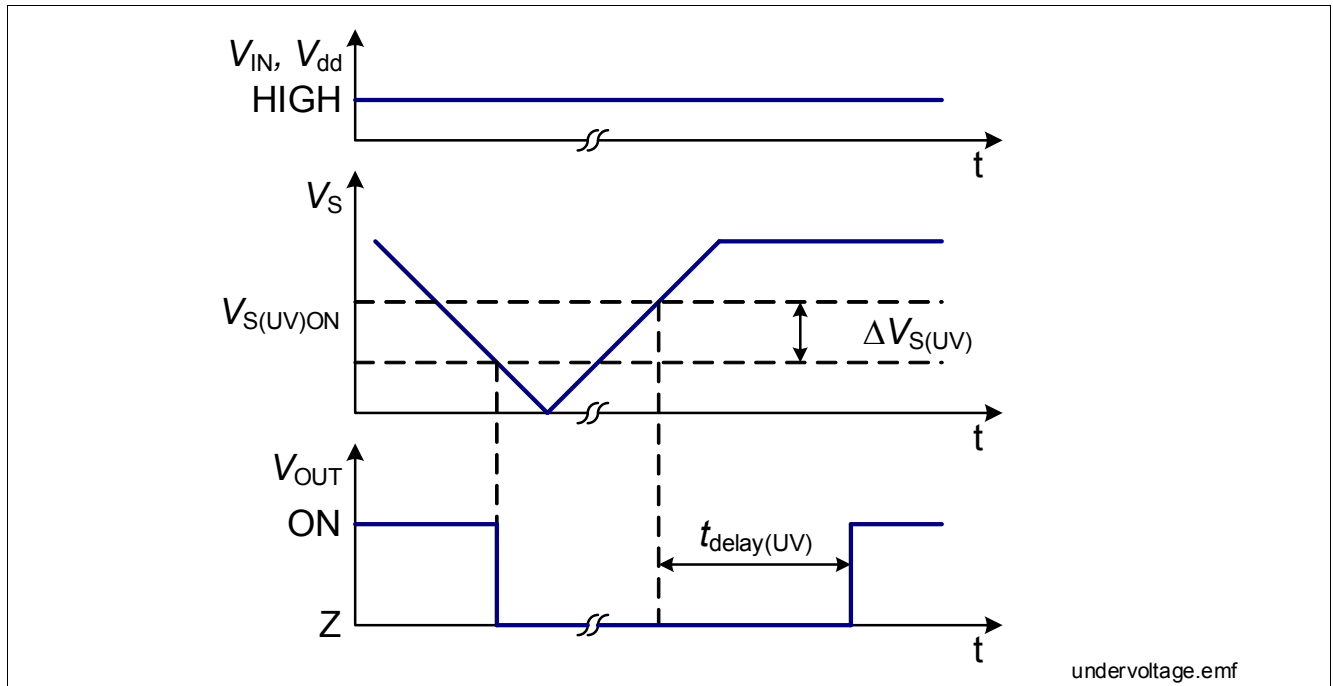 VIN, Vdd
HIGH
t
VS
VS(UV)ON
ΔVS(UV)
t
VOUT
ON
tdelay(UV)
Z
t
undervoltage.emf